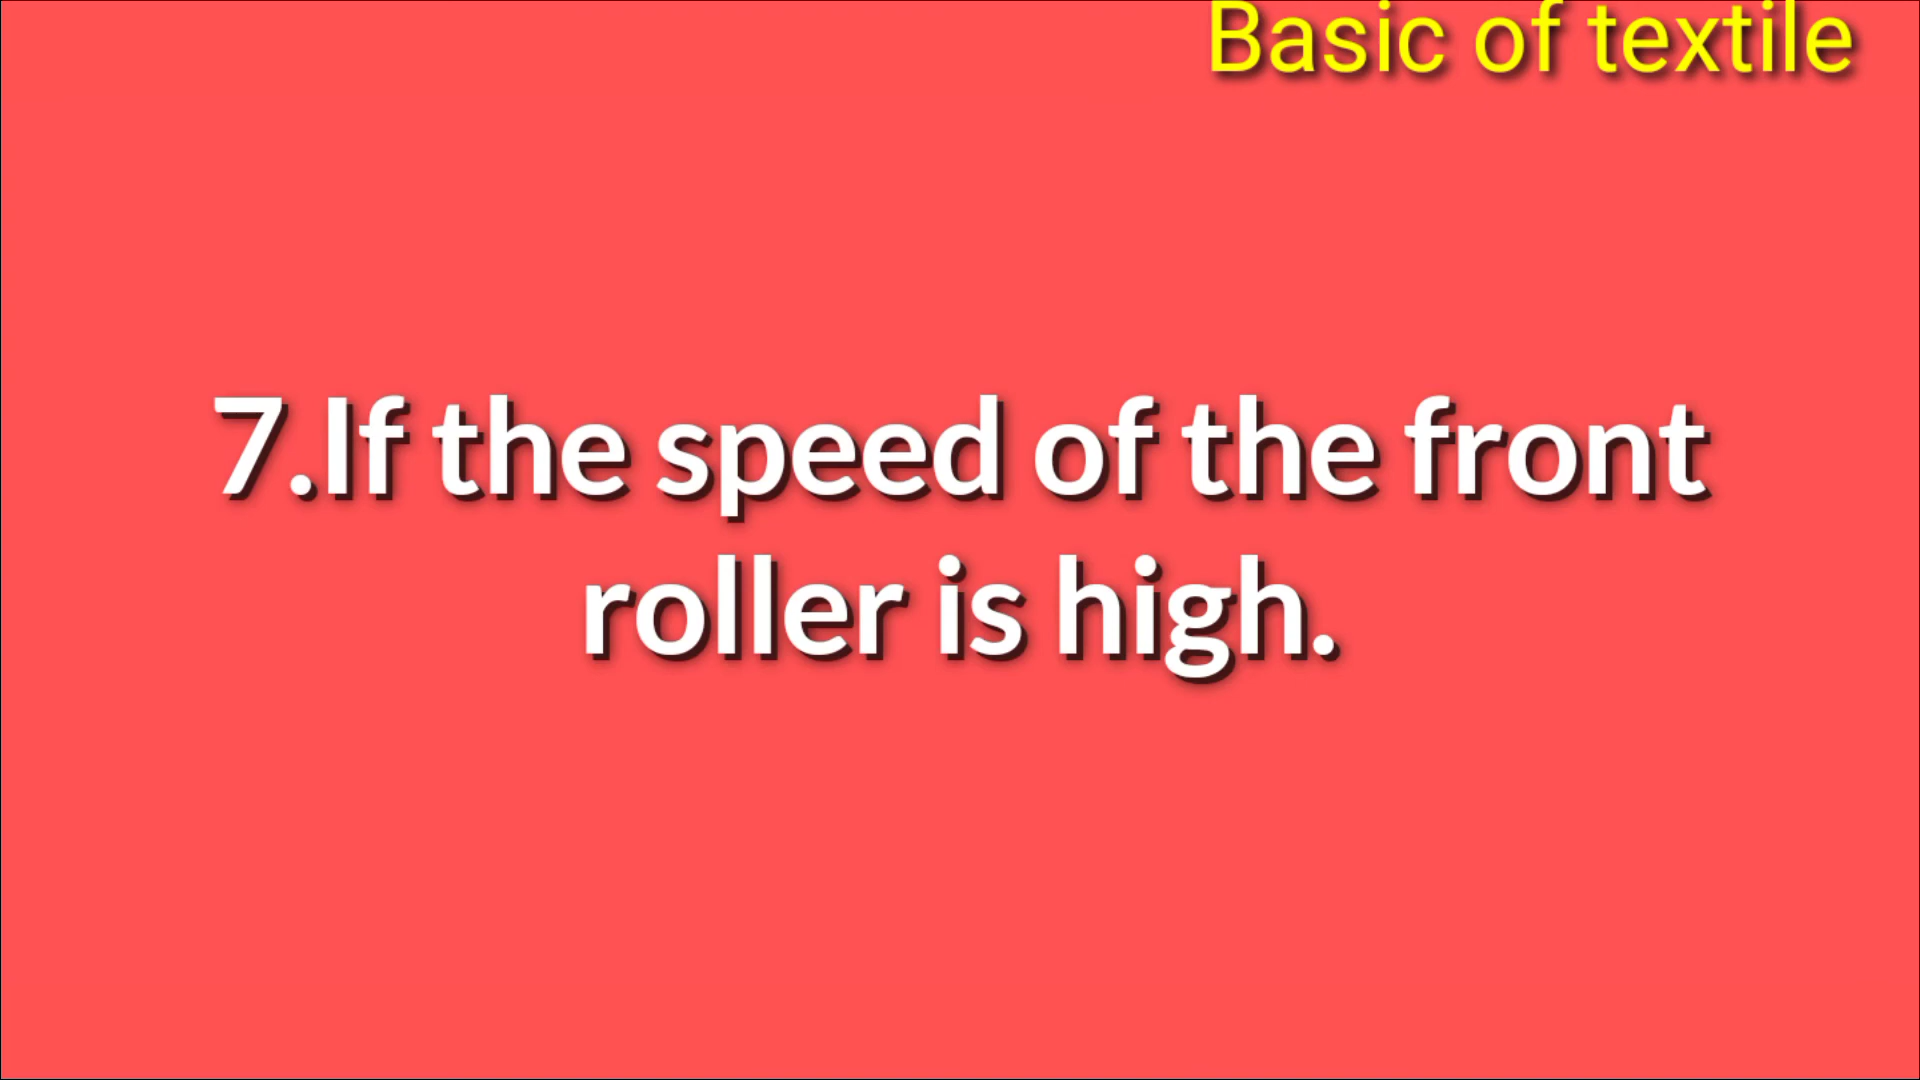 Basic of textile
7.If the speed of the front
roller is high.